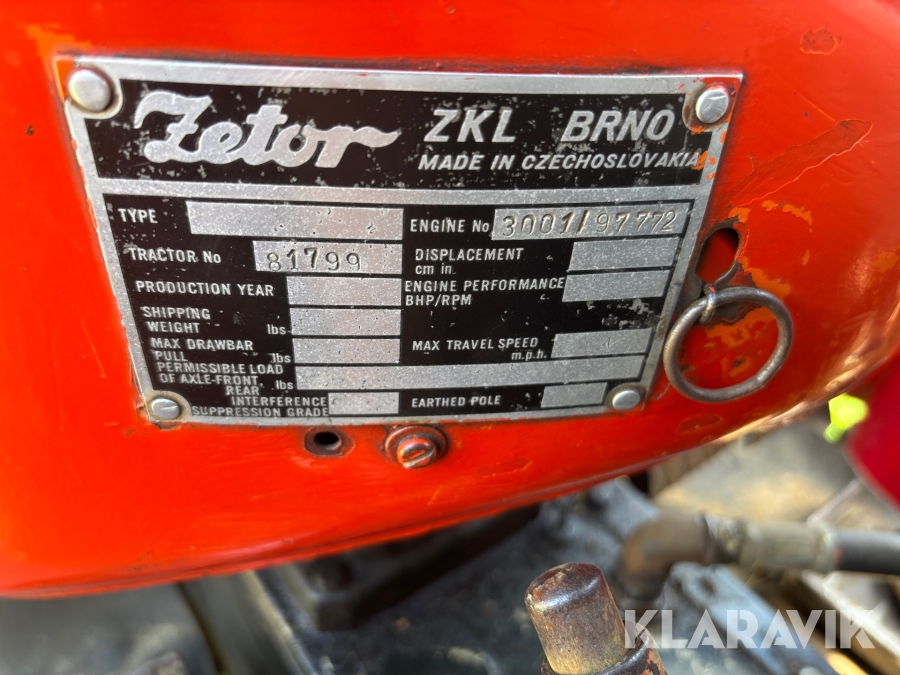 Zetor ZKL BRNO
MADE IN CZECHOSLOVAKIA
TYPE
ENGINE No 3001/97772
TRACTOR No 81799
DISPLACEMENT
cm in.
PRODUCTION YEAR
ENGINE PERFORMANCE
BHP/RPM
SHIPPING
WEIGHT lbs
MAX DRAWBAR
PULL lbs
MAX TRAVEL SPEED
m.p.h.
PERMISSIBLE LOAD
OF AXLE-FRONT lbs
REAR
INTERFERENCE
SUPPRESSION GRADE
EARTHED POLE
KLARAVIK